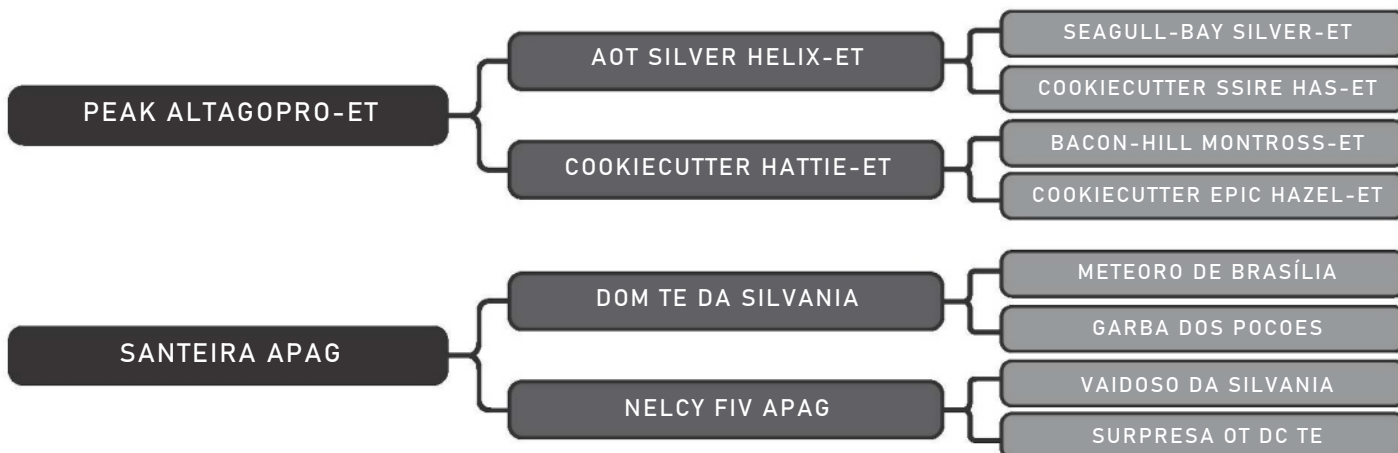 PEAK ALTAGOPRO-ET
AOT SILVER HELIX-ET
SEAGULL-BAY SILVER-ET
COOKIECUTTER SSIRE HAS-ET
COOKIECUTTER HATTIE-ET
BACON-HILL MONTROSS-ET
COOKIECUTTER EPIC HAZEL-ET
SANTEIRA APAG
DOM TE DA SILVANIA
METEORO DE BRASÍLIA
GARBA DOS POCOES
NELCY FIV APAG
VAIDOSO DA SILVANIA
SURPRESA OT DC TE